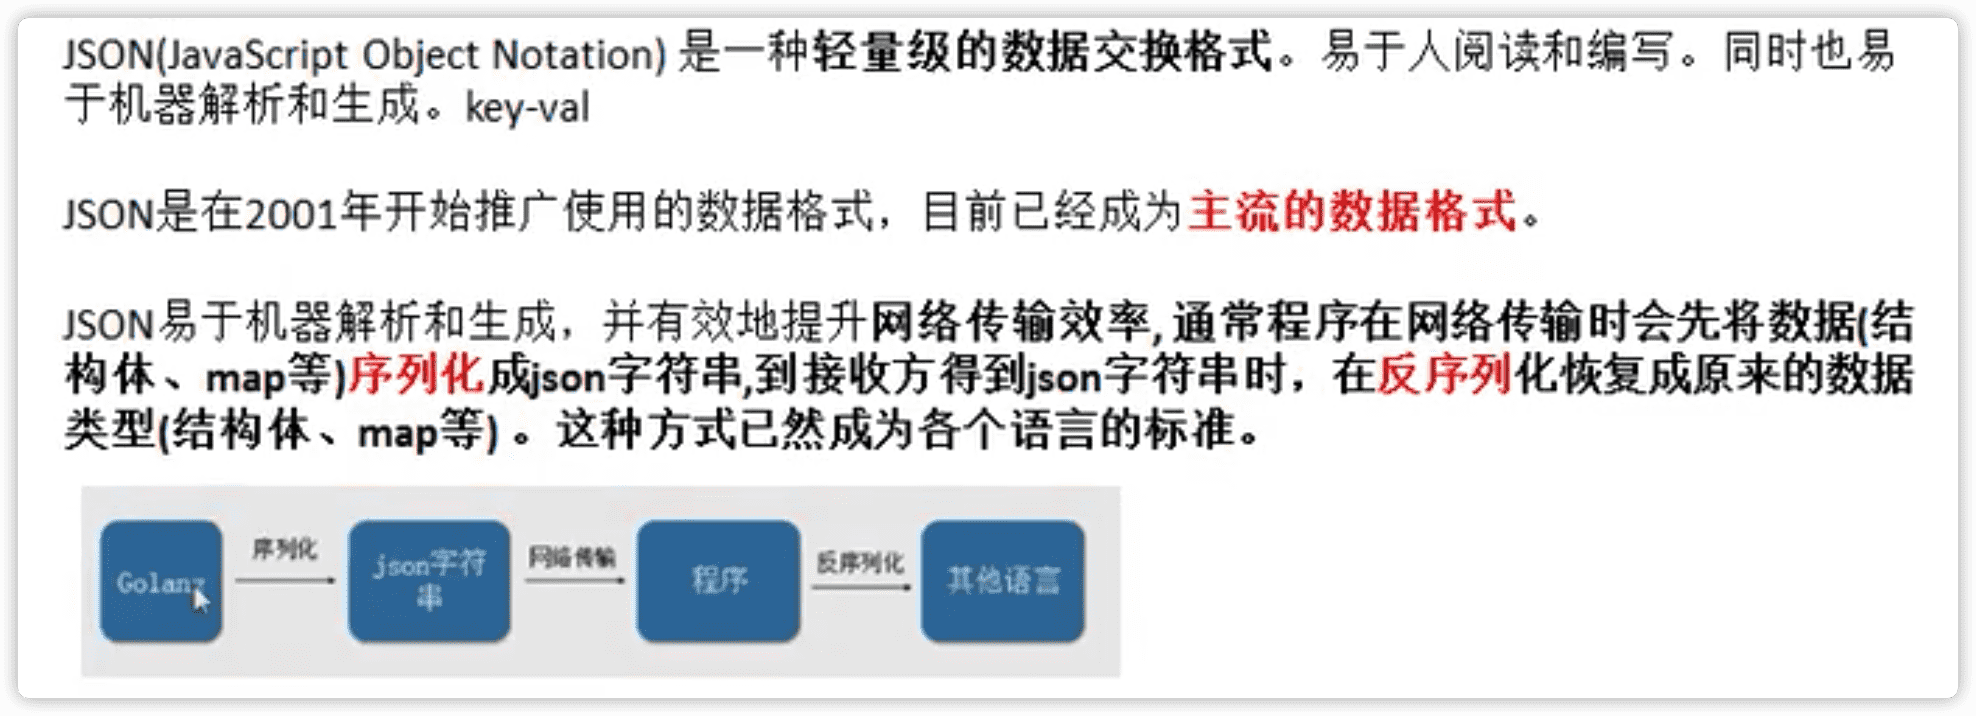 JSON(JavaScript Object Notation) 是一种轻量级的数据交换格式。易于人阅读和编写。同时也易
于机器解析和生成。key-val
JSON是在2001年开始推广使用的数据格式，目前已经成为主流的数据格式。
JSON易于机器解析和生成，并有效地提升网络传输效率,通常程序在网络传输时会先将数据(结
构体、map等)序列化成json字符串,到接收方得到json字符串时，在反序列化恢复成原来的数据
类型(结构体、map等) 。这种方式已然成为各个语言的标准。
Golang
序列化
json字符
串
网络传输
程序
反序列化
其他语言